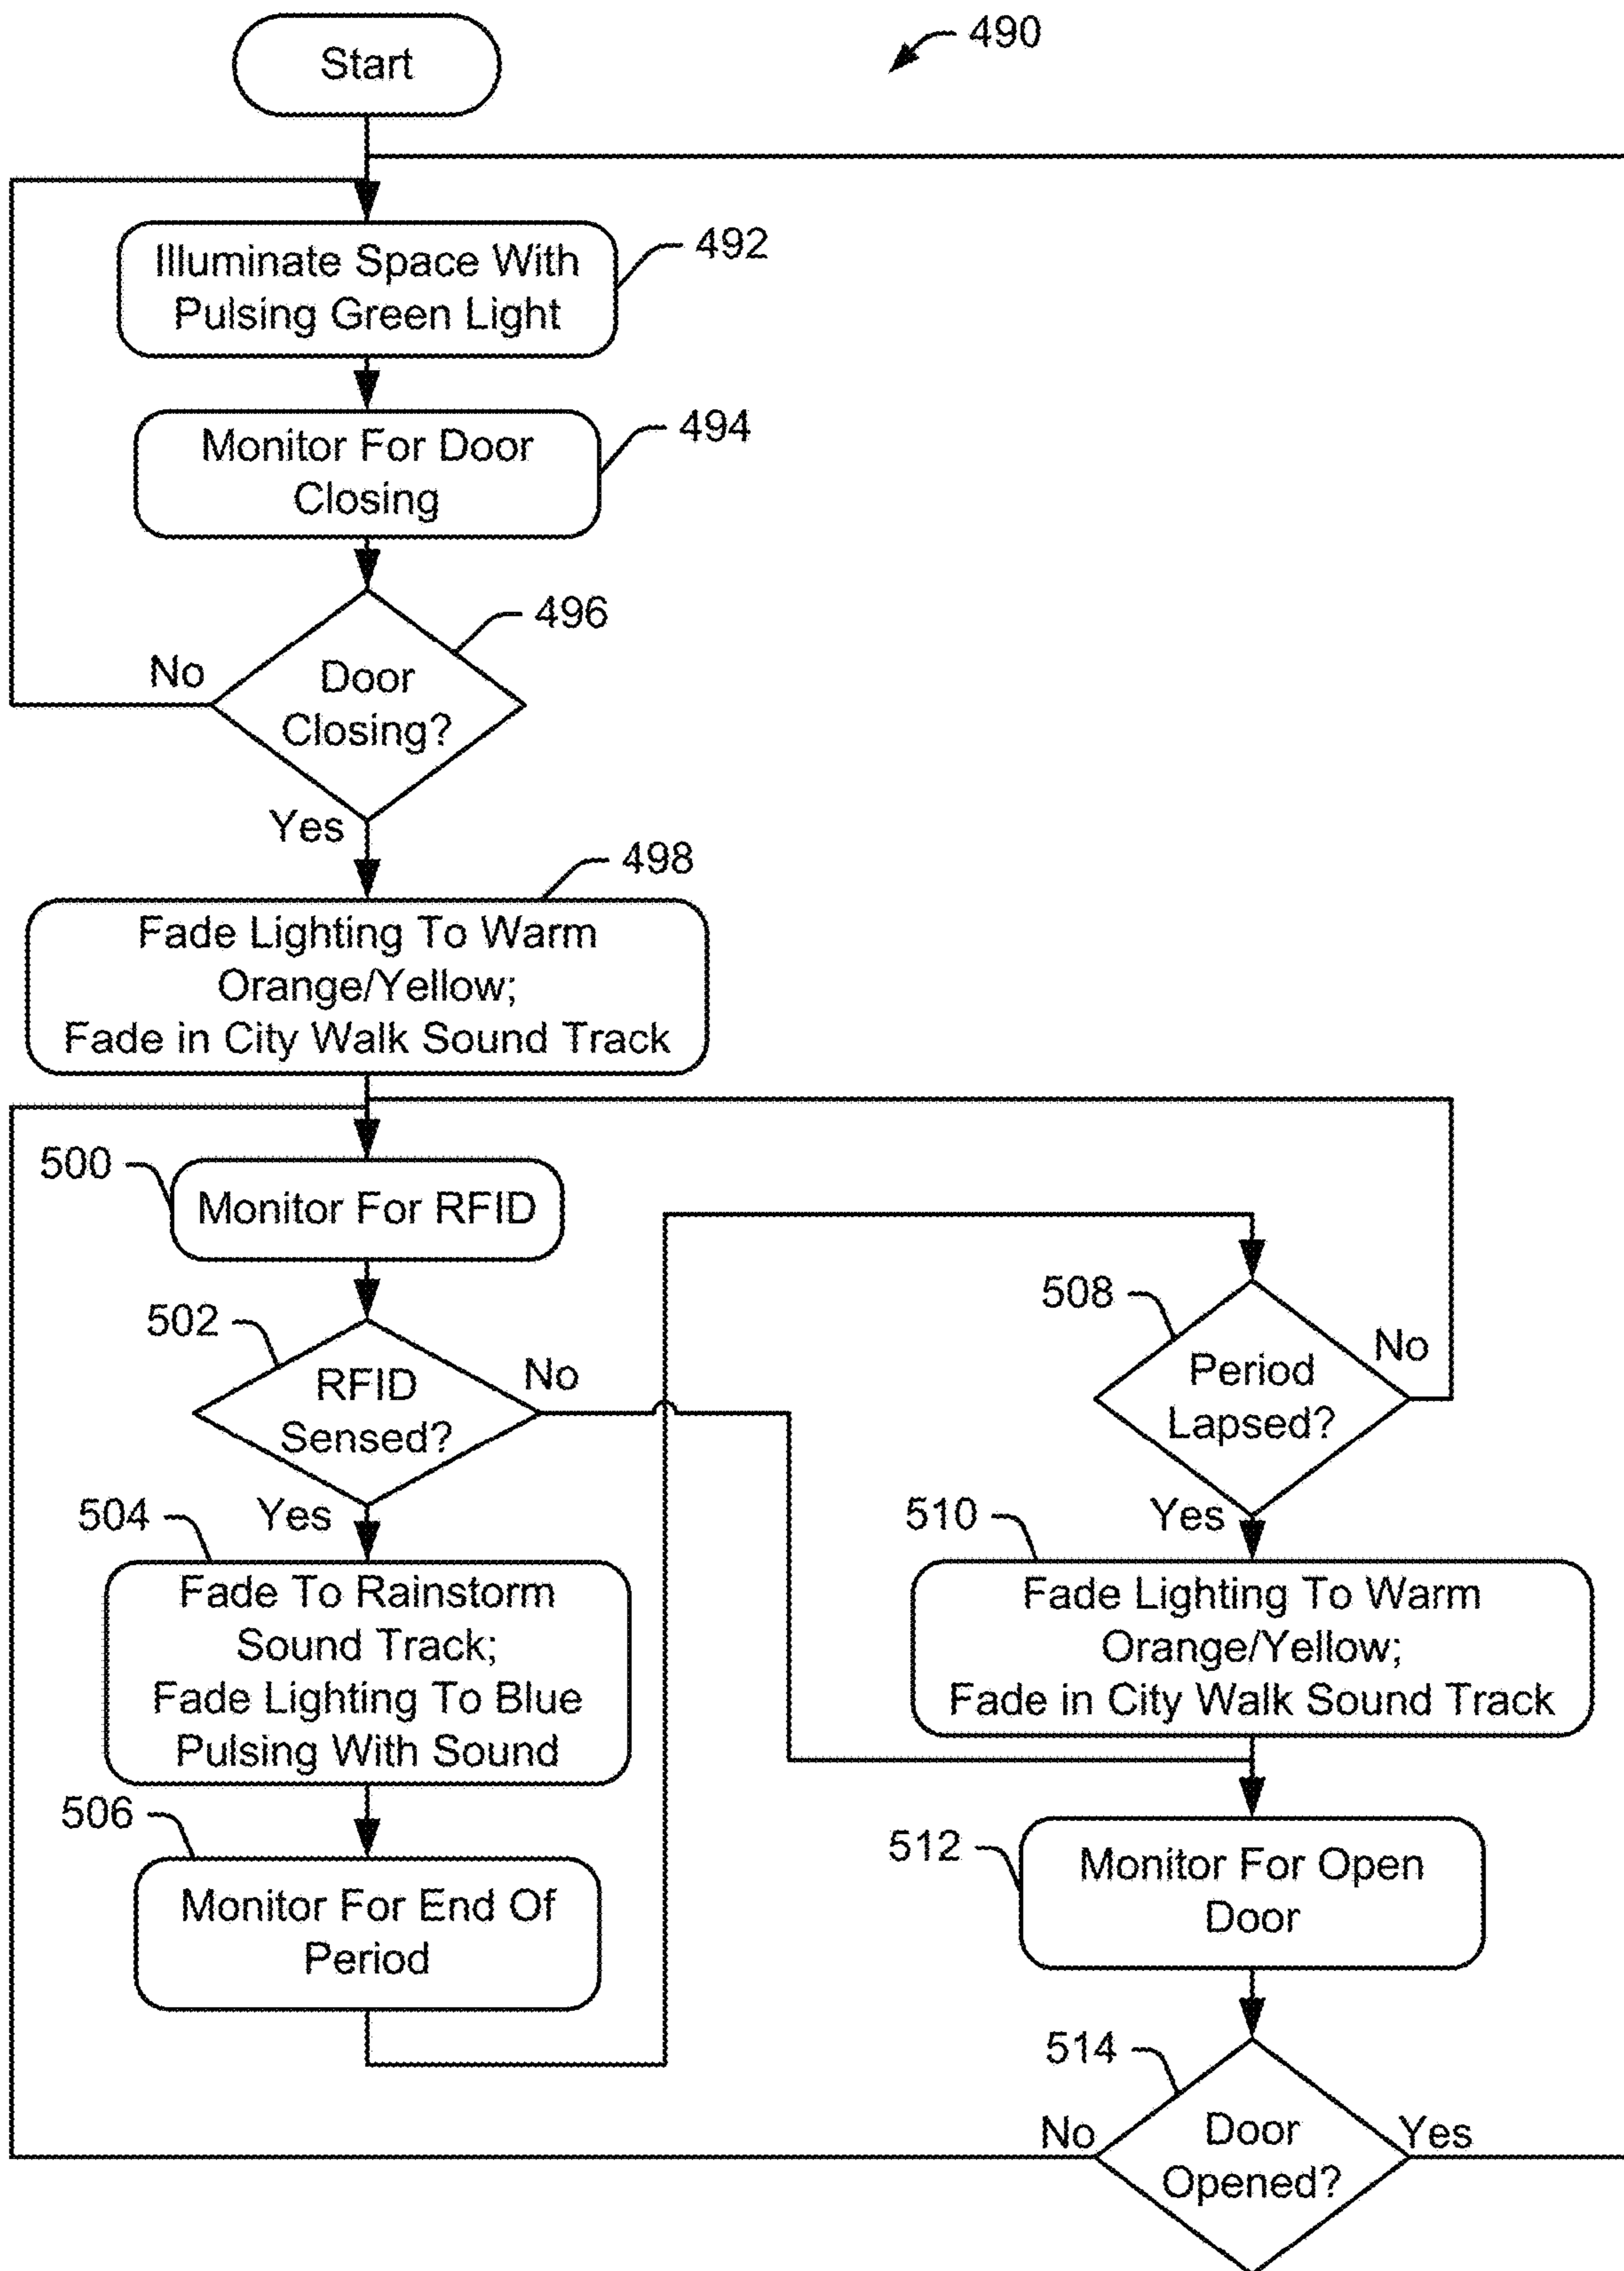 Start
490
Illuminate Space With
Pulsing Green Light
492
Monitor For Door
Closing
494
496
Door
Closing?
No
Yes
498
Fade Lighting To Warm
Orange/Yellow;
Fade in City Walk Sound Track
500
Monitor For RFID
502
RFID
Sensed?
No
Yes
504
Fade To Rainstorm
Sound Track;
Fade Lighting To Blue
Pulsing With Sound
506
Monitor For End Of
Period
508
Period
Lapsed?
No
Yes
510
Fade Lighting To Warm
Orange/Yellow;
Fade in City Walk Sound Track
512
Monitor For Open
Door
514
Door
Opened?
No
Yes